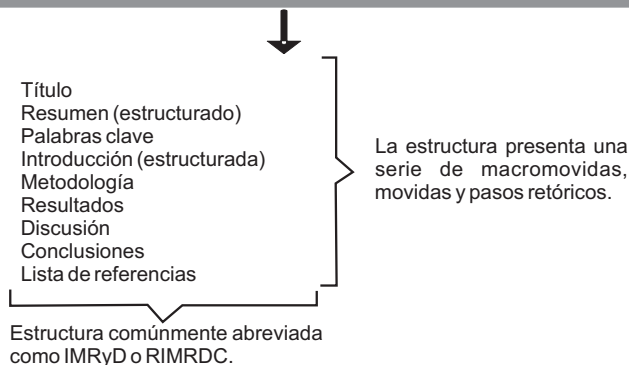 Título
Resumen (estructurado)
Palabras clave
Introducción (estructurada)
Metodología
Resultados
Discusión
Conclusiones
Lista de referencias
La estructura presenta una
serie de macromovidas,
movidas y pasos retóricos.
Estructura comúnmente abreviada
como IMRyD o RIMRDC.